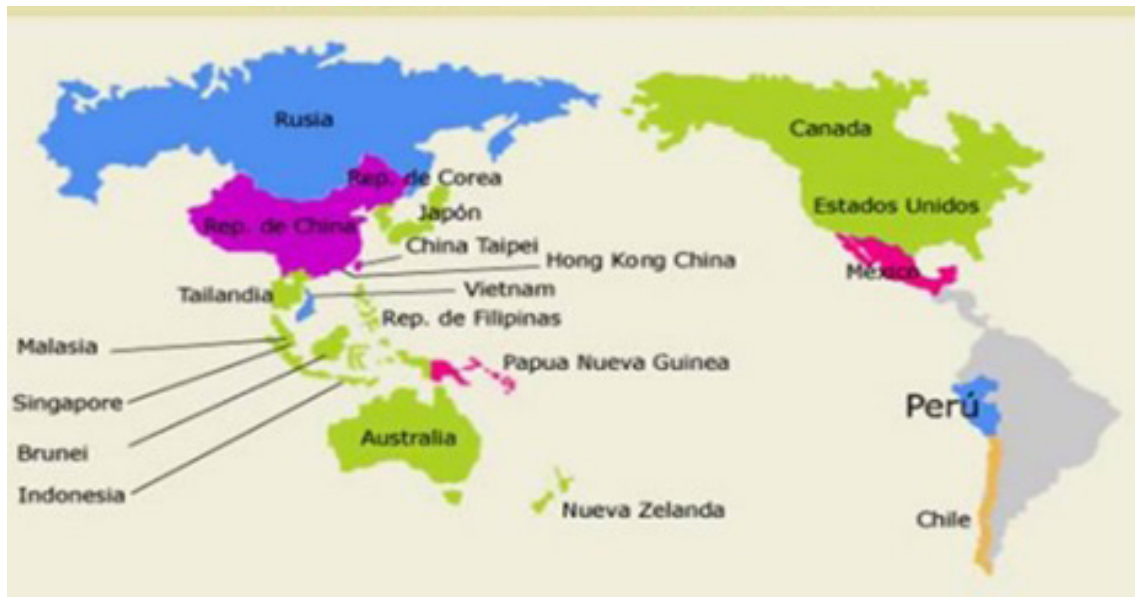 Rusia
Canada
Rep. de Corea
Estados Unidos
Japón
Rep. de China
China Taipei
Hong Kong China
México
Vietnam
Tailandia
Rep. de Filipinas
Malasia
Papua Nueva Guinea
Singapore
Perú
Australia
Brunei
Indonesia
Nueva Zelanda
Chile